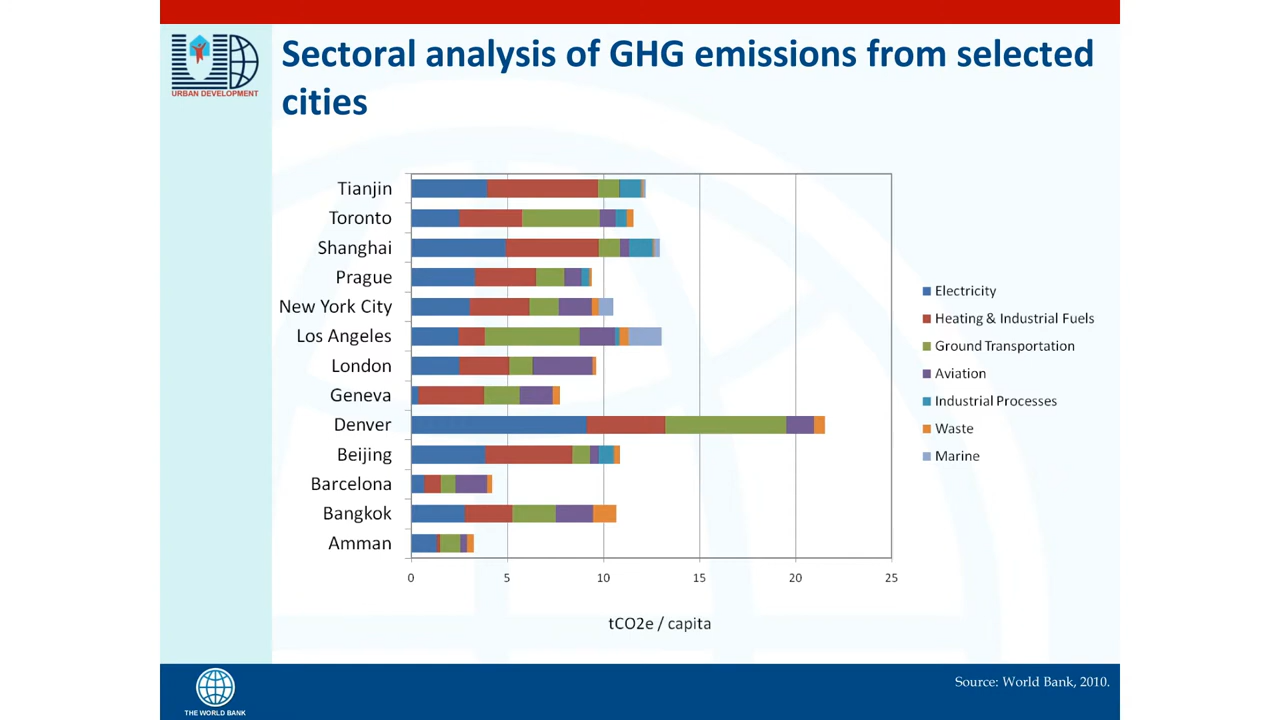 URBAN DEVELOPMENT
Sectoral analysis of GHG emissions from selected
cities
Tianjin
Toronto
Shanghai
Prague
New York City
Los Angeles
London
Geneva
Denver
Beijing
Barcelona
Bangkok
Amman
0 5 10 15 20 25
tCO2e / capita
Electricity
Heating & Industrial Fuels
Ground Transportation
Aviation
Industrial Processes
Waste
Marine
Source: World Bank, 2010.
THE WORLD BANK